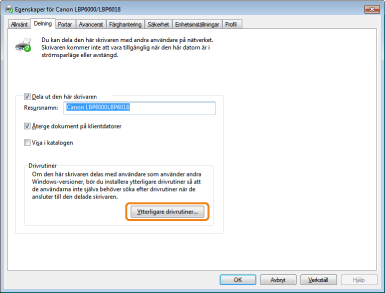 Egenskaper för Canon LBP6000/LBP6018
Allmänt Delning Portar Avancerat Färghantering Säkerhet Enhetsinställningar Profil
Du kan dela den här skrivaren med andra användare på nätverket.
Skrivaren kommer inte att vara tillgänglig när den här datorn är i
strömsparläge eller avstängd.
Dela ut den här skrivaren
Resursnamn: Canon LBP6000/LBP6018
Återge dokument på klientdatorer
Visa i katalogen
Drivrutiner
Om den här skrivaren delas med användare som använder andra
Windows-versioner, bör du installera ytterligare drivrutiner så att
de användarna inte själva behöver söka efter drivrutiner när de
ansluter till den delade skrivaren.
Ytterligare drivrutiner...
OK Avbryt Verkställ Hjälp